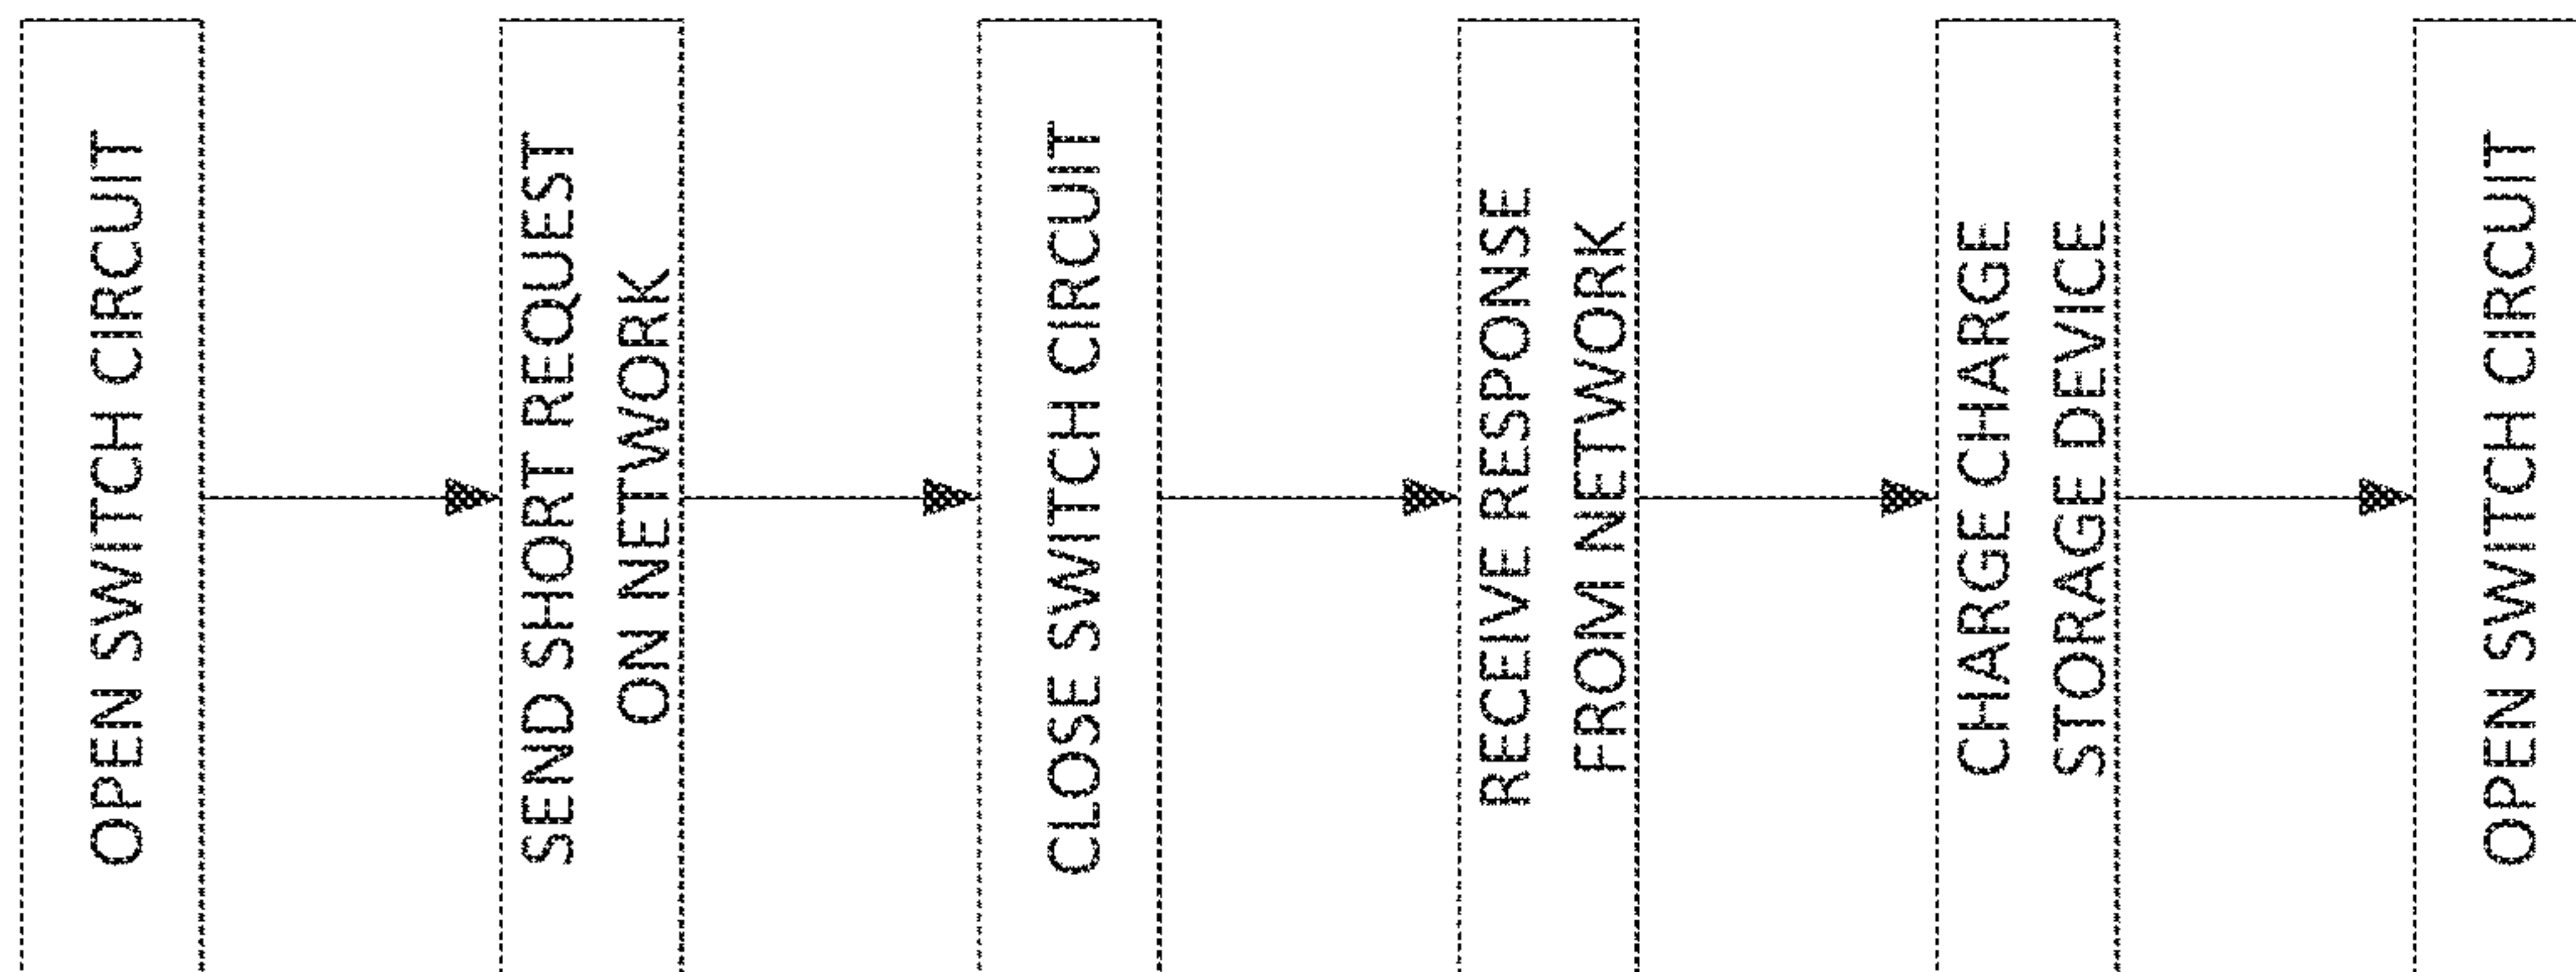 OPEN SWITCH CIRCUIT
SEND SHORT REQUEST
ON NETWORK
CLOSE SWITCH CIRCUIT
RECEIVE RESPONSE
FROM NETWORK
CHARGE CHARGE
STORAGE DEVICE
OPEN SWITCH CIRCUIT